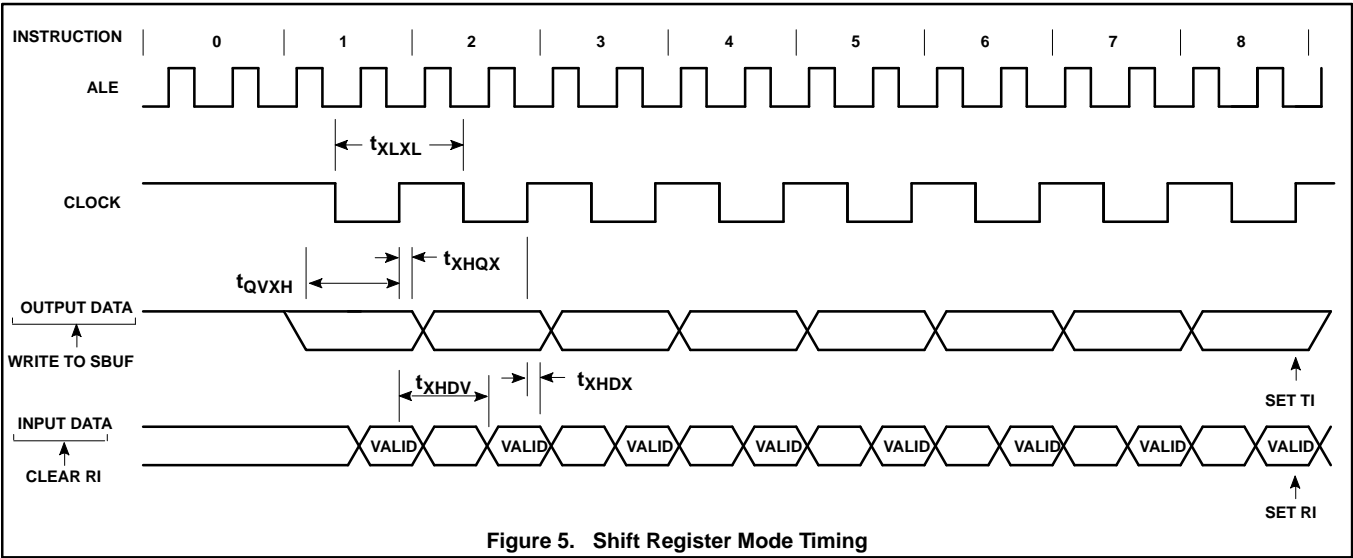 INSTRUCTION 0 1 2 3 4 5 6 7 8
ALE
tXLXL
CLOCK
tXHQX
tQVXH
OUTPUT DATA
WRITE TO SBUF
tXHDV
tXHDX
SET TI
INPUT DATA
VALID VALID VALID VALID VALID VALID VALID VALID
CLEAR RI
SET RI
Figure 5. Shift Register Mode Timing